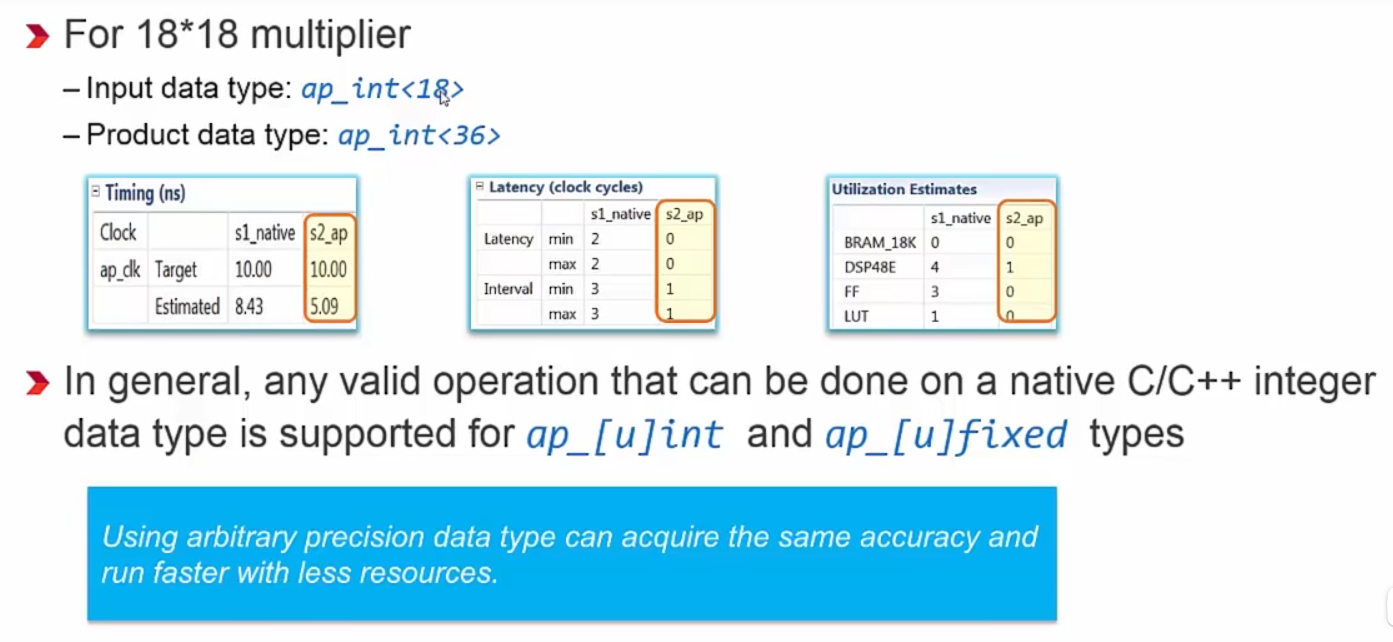 For 18*18 multiplier
– Input data type: ap_int<18>
– Product data type: ap_int<36>
Timing (ns)
Clock s1_native s2_ap
ap_clk Target 10.00 10.00
Estimated 8.43 5.09
Latency (clock cycles)
s1_native s2_ap
Latency min 2 0
max 2 0
Interval min 3 1
max 3 1
Utilization Estimates
s1_native s2_ap
BRAM_18K 0 0
DSP48E 4 1
FF 3 0
LUT 1 0
In general, any valid operation that can be done on a native C/C++ integer
data type is supported for ap_[u]int and ap_[u]fixed types
Using arbitrary precision data type can acquire the same accuracy and
run faster with less resources.